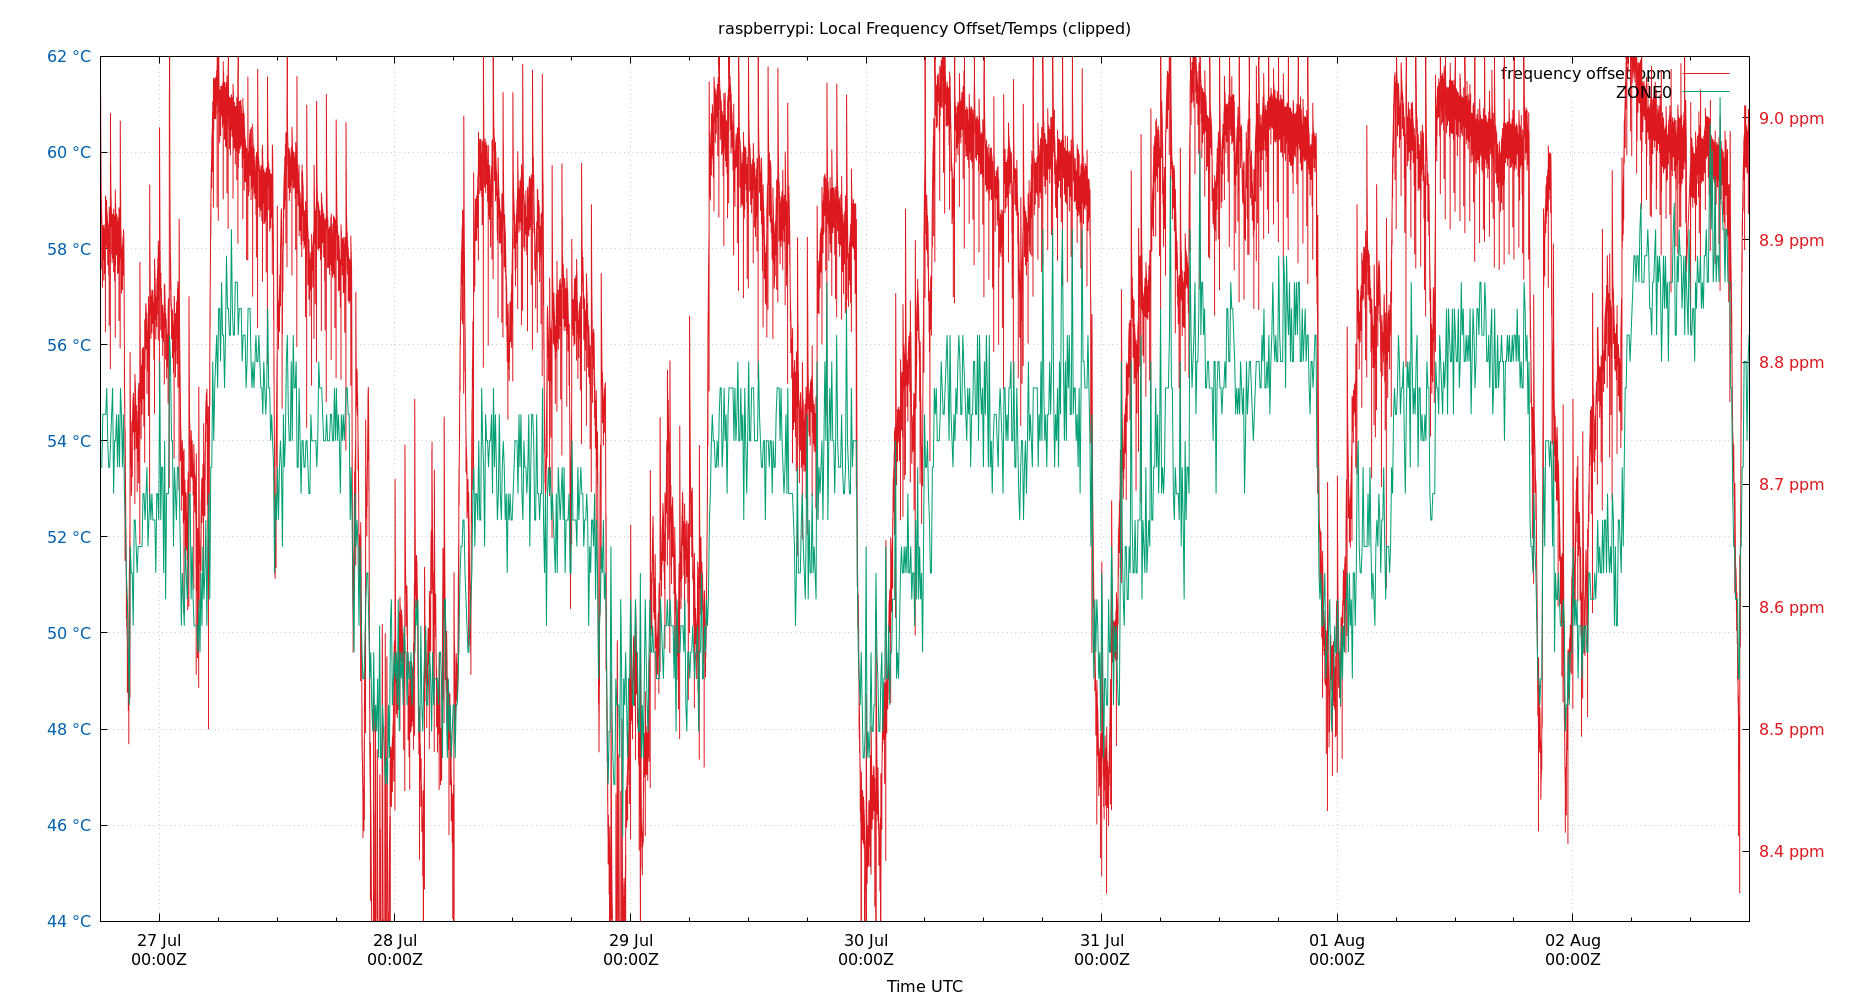 raspberrypi: Local Frequency Offset/Temps (clipped)
62 °C
60 °C
58 °C
56 °C
54 °C
52 °C
50 °C
48 °C
46 °C
44 °C
frequency offset ppm
ZONE0
9.0 ppm
8.9 ppm
8.8 ppm
8.7 ppm
8.6 ppm
8.5 ppm
8.4 ppm
27 Jul
00:00Z
28 Jul
00:00Z
29 Jul
00:00Z
30 Jul
00:00Z
31 Jul
00:00Z
01 Aug
00:00Z
02 Aug
00:00Z
Time UTC